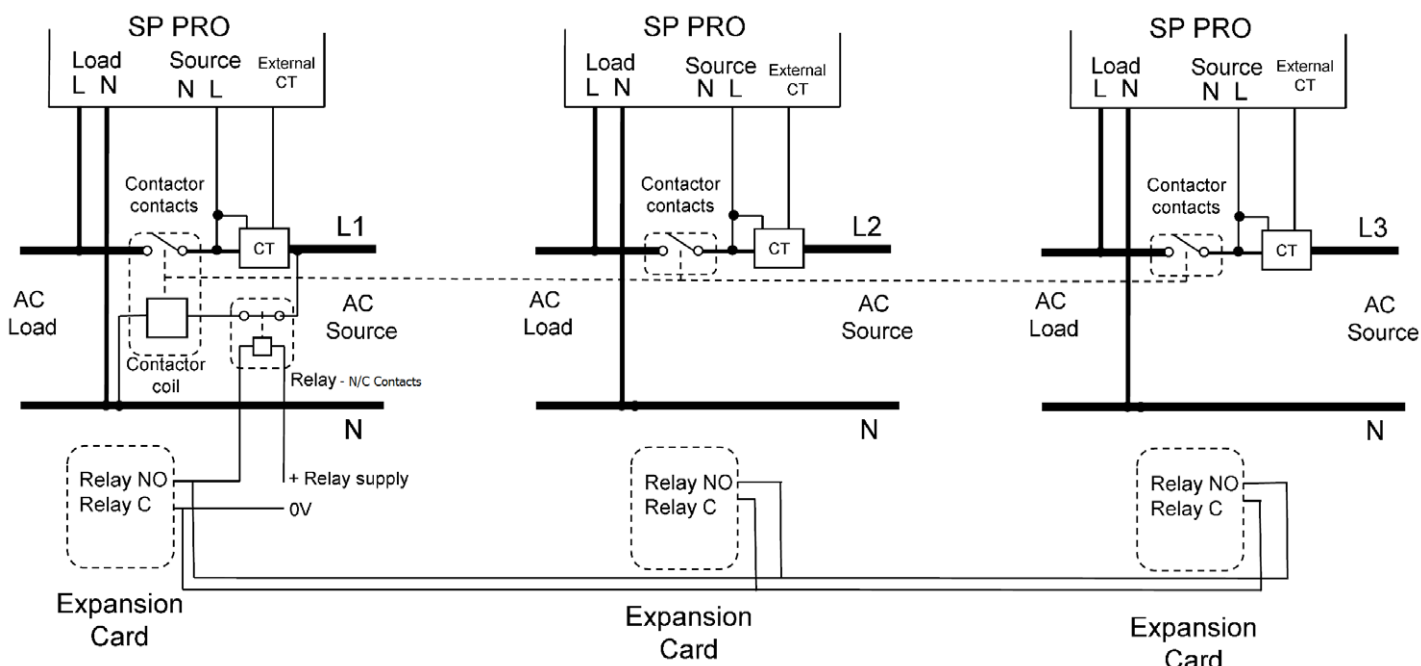 SP PRO
Load
Source
External
CT
L N
N L
Contactor
contacts
L1
CT
AC
Load
AC
Source
Contactor
coil
Relay - N/C Contacts
N
Relay NO
Relay C
+ Relay supply
0V
Expansion
Card
SP PRO
Load
Source
External
CT
L N
N L
Contactor
contacts
L2
CT
AC
Load
AC
Source
N
Relay NO
Relay C
Expansion
Card
SP PRO
Load
Source
External
CT
L N
N L
Contactor
contacts
L3
CT
AC
Load
AC
Source
N
Relay NO
Relay C
Expansion
Card